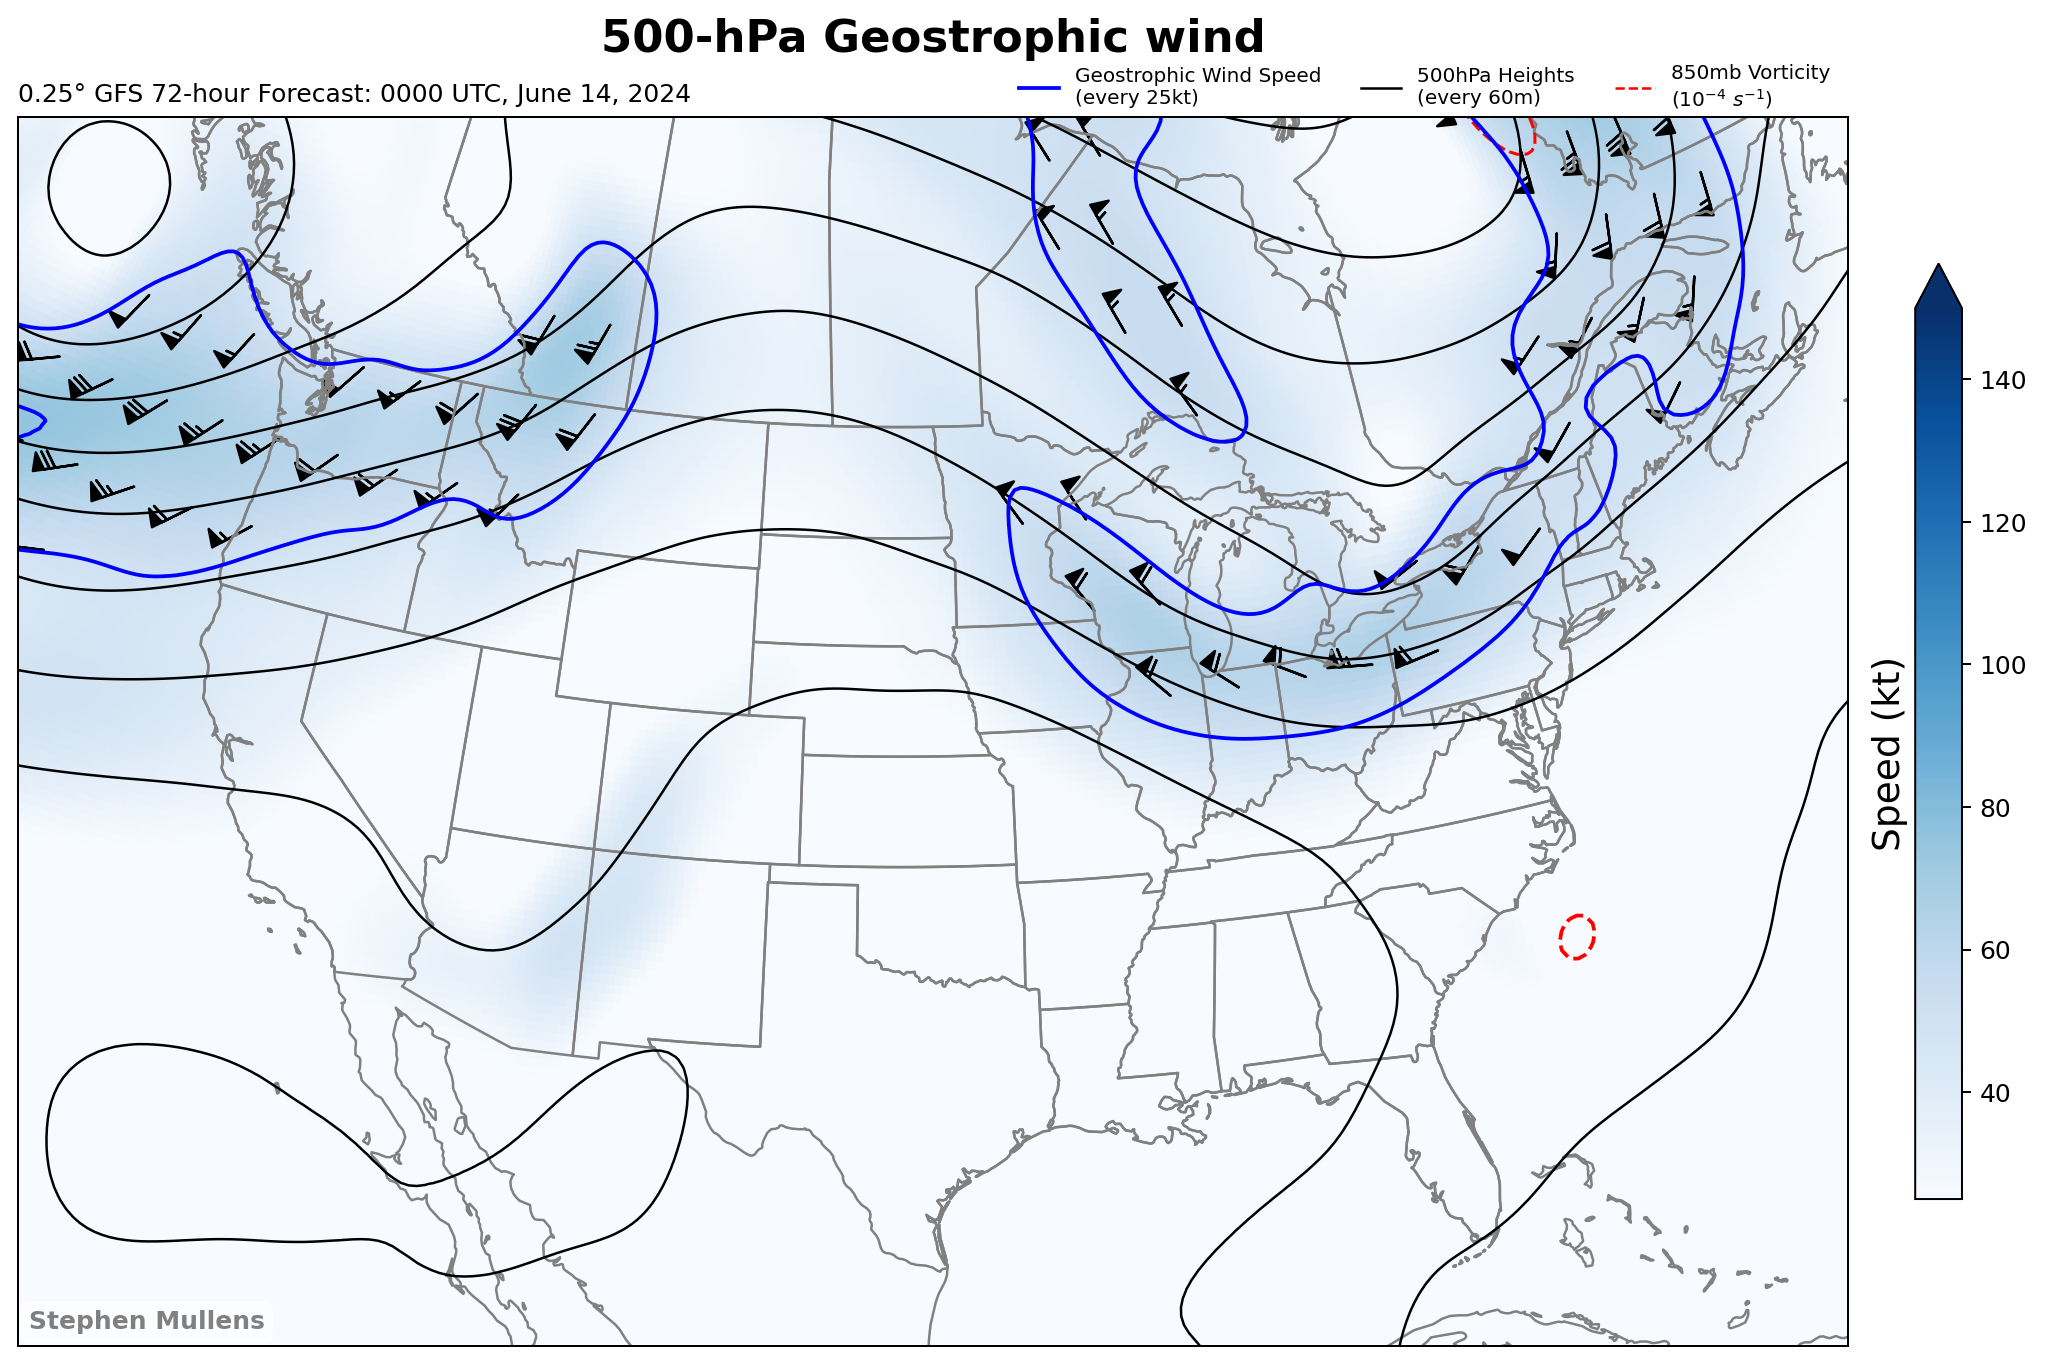 500-hPa Geostrophic wind
0.25° GFS 72-hour Forecast: 0000 UTC, June 14, 2024
Geostrophic Wind Speed
(every 25kt)
500hPa Heights
(every 60m)
850mb Vorticity
(10⁻⁴ s⁻¹)
140
120
100
80
60
40
Speed (kt)
Stephen Mullens